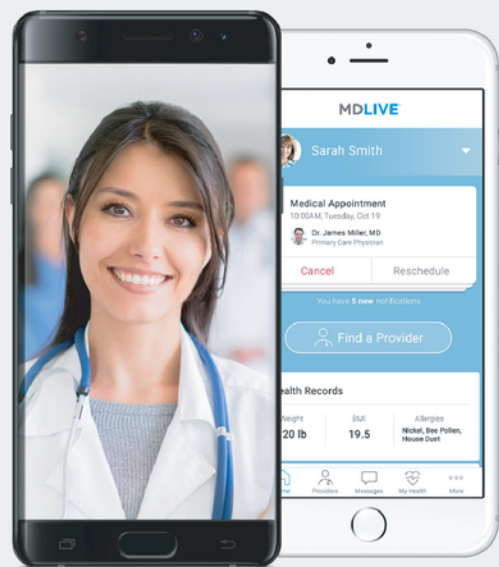 MDLIVE
Sarah Smith
Medical Appointment
10:00AM, Tuesday, Oct 19
Dr. James Miller, MD
Primary Care Physician
Cancel Reschedule
You have 5 new notifications
Find a Provider
ealth Records
Weight BMI Allergies
20 lb 19.5 Nickel, Bee Pollen,
House Dust
me Providers Messages My Health More